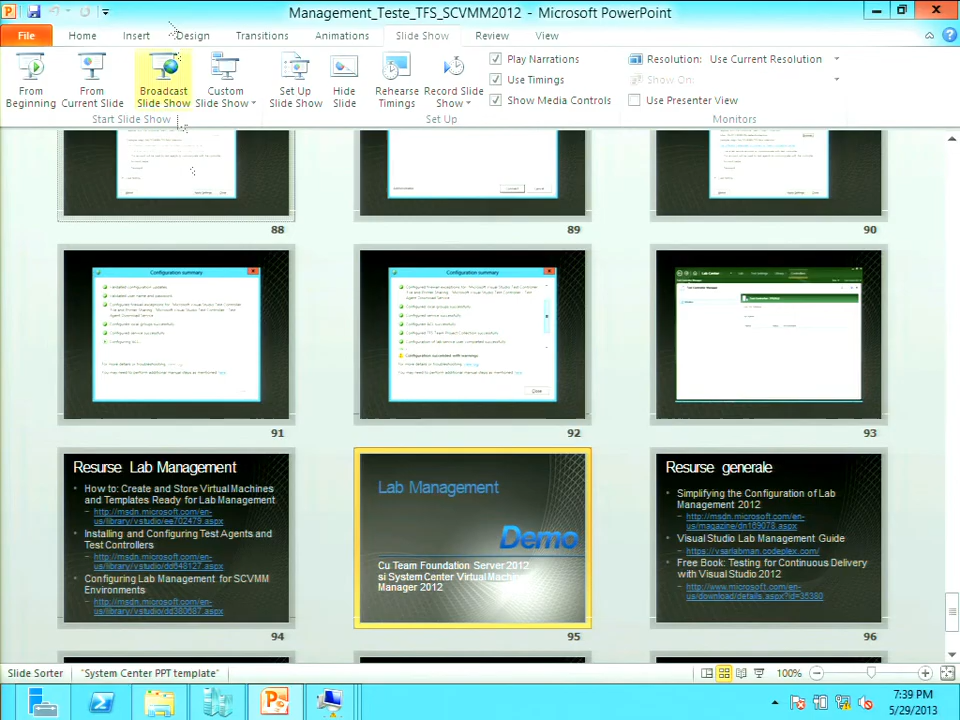 Management_Teste_TFS_SCVMM2012 - Microsoft PowerPoint
File Home Insert Design Transitions Animations Slide Show Review View
From Beginning
From Current Slide
Broadcast Slide Show
Custom Slide Show
Set Up Slide Show
Hide Slide
Rehearse Timings
Record Slide Show
Play Narrations
Use Timings
Show Media Controls
Resolution: Use Current Resolution
Show On:
Use Presenter View
Start Slide Show
Set Up
Monitors
88
89
90
Configuration summary
Configuration summary
Configuration succeeded with warnings
Close
91
92
93
Resurse Lab Management
• How to: Create and Store Virtual Machines
and Templates Ready for Lab Management
– http://msdn.microsoft.com/en-
us/library/vstudio/ee702479.aspx
• Installing and Configuring Test Agents and
Test Controllers
– http://msdn.microsoft.com/en-
us/library/vstudio/dd648127.aspx
• Configuring Lab Management for SCVMM
Environments
– http://msdn.microsoft.com/en-
us/library/vstudio/dd380687.aspx
94
Lab Management
Demo
Cu Team Foundation Server 2012
si System Center Virtual Machine
Manager 2012
95
Resurse generale
• Simplifying the Configuration of Lab
Management 2012
– http://msdn.microsoft.com/en-
us/magazine/dn169078.aspx
• Visual Studio Lab Management Guide
– https://vsarlabman.codeplex.com/
• Free Book: Testing for Continuous Delivery
with Visual Studio 2012
– http://www.microsoft.com/en-
us/download/details.aspx?id=35380
96
Slide Sorter "System Center PPT template" 100%
7:39 PM
5/29/2013